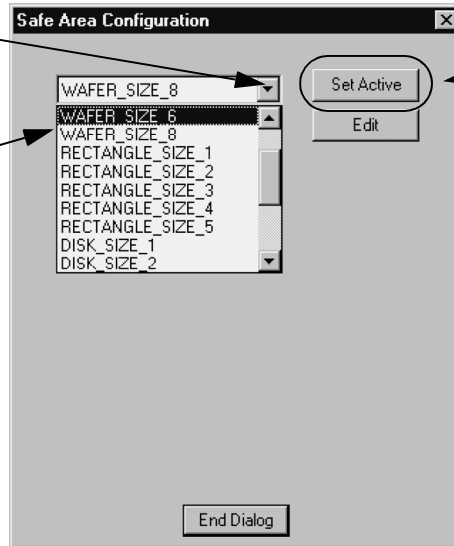 Safe Area Configuration
WAFER_SIZE_8
Set Active
Edit
WAFER_SIZE_6
WAFER_SIZE_8
RECTANGLE_SIZE_1
RECTANGLE_SIZE_2
RECTANGLE_SIZE_3
RECTANGLE_SIZE_4
RECTANGLE_SIZE_5
DISK_SIZE_1
DISK_SIZE_2
End Dialog